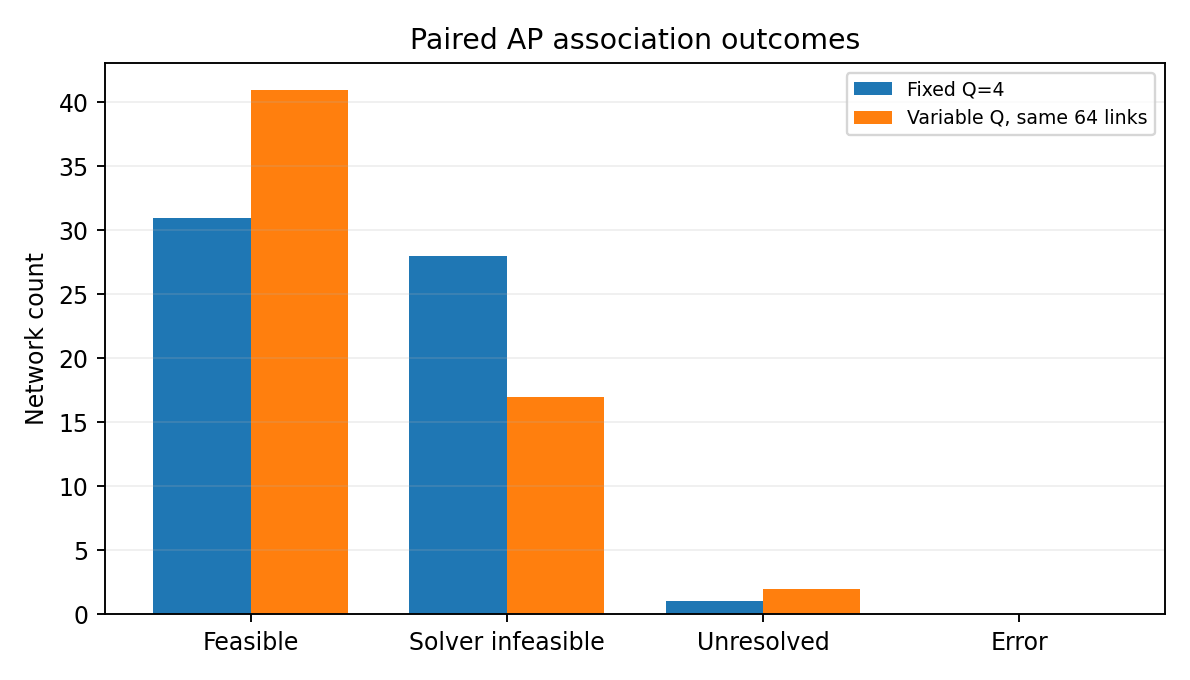 Paired AP association outcomes
Fixed Q=4
Variable Q, same 64 links
Network count
40
35
30
25
20
15
10
5
0
Feasible
Solver infeasible
Unresolved
Error